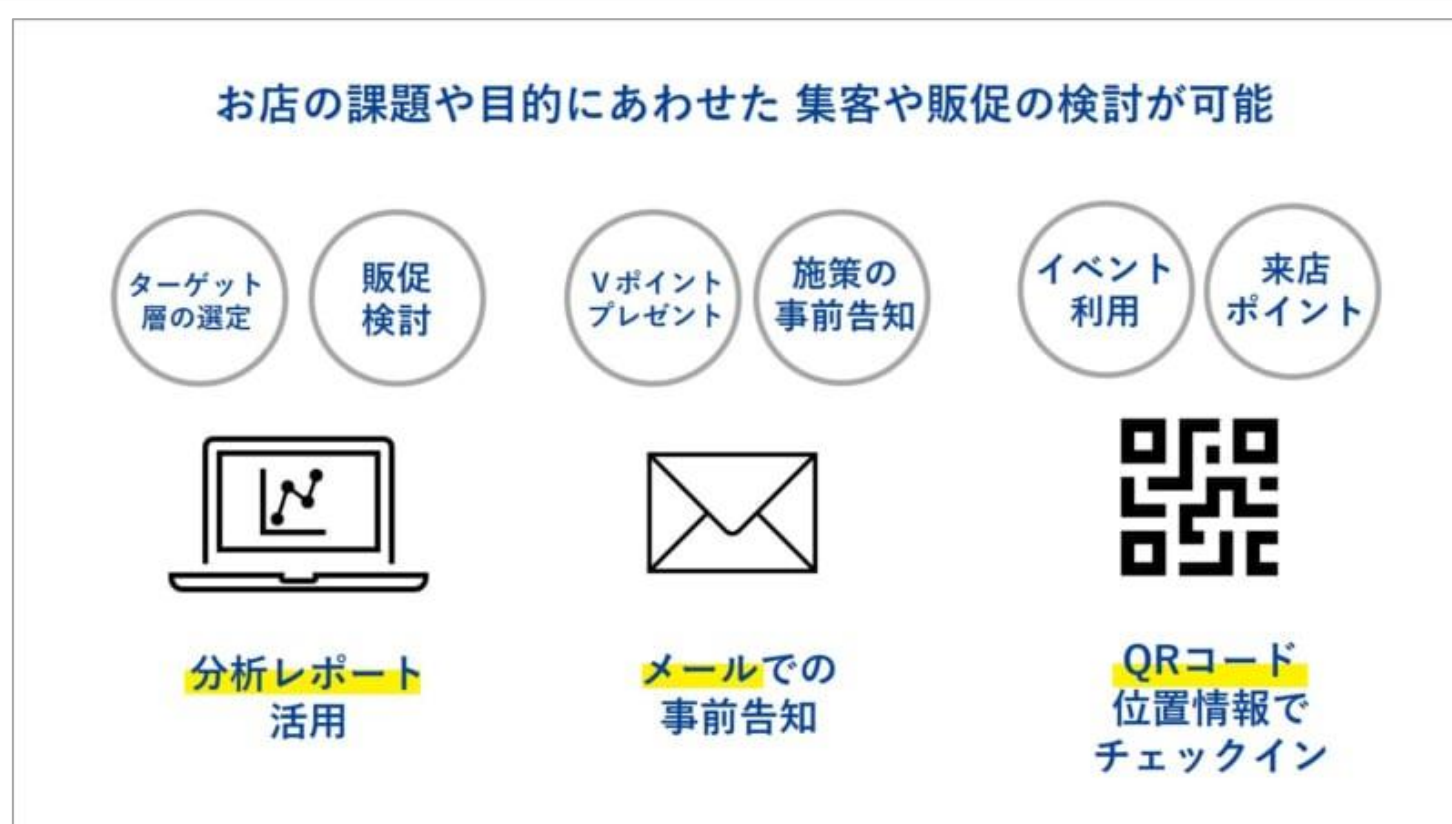 お店の課題や目的にあわせた 集客や販促の検討が可能
ターゲット
層の選定
販促
検討
Vポイント
プレゼント
施策の
事前告知
イベント
利用
来店
ポイント
分析レポート
活用
メールでの
事前告知
QRコード
位置情報で
チェックイン